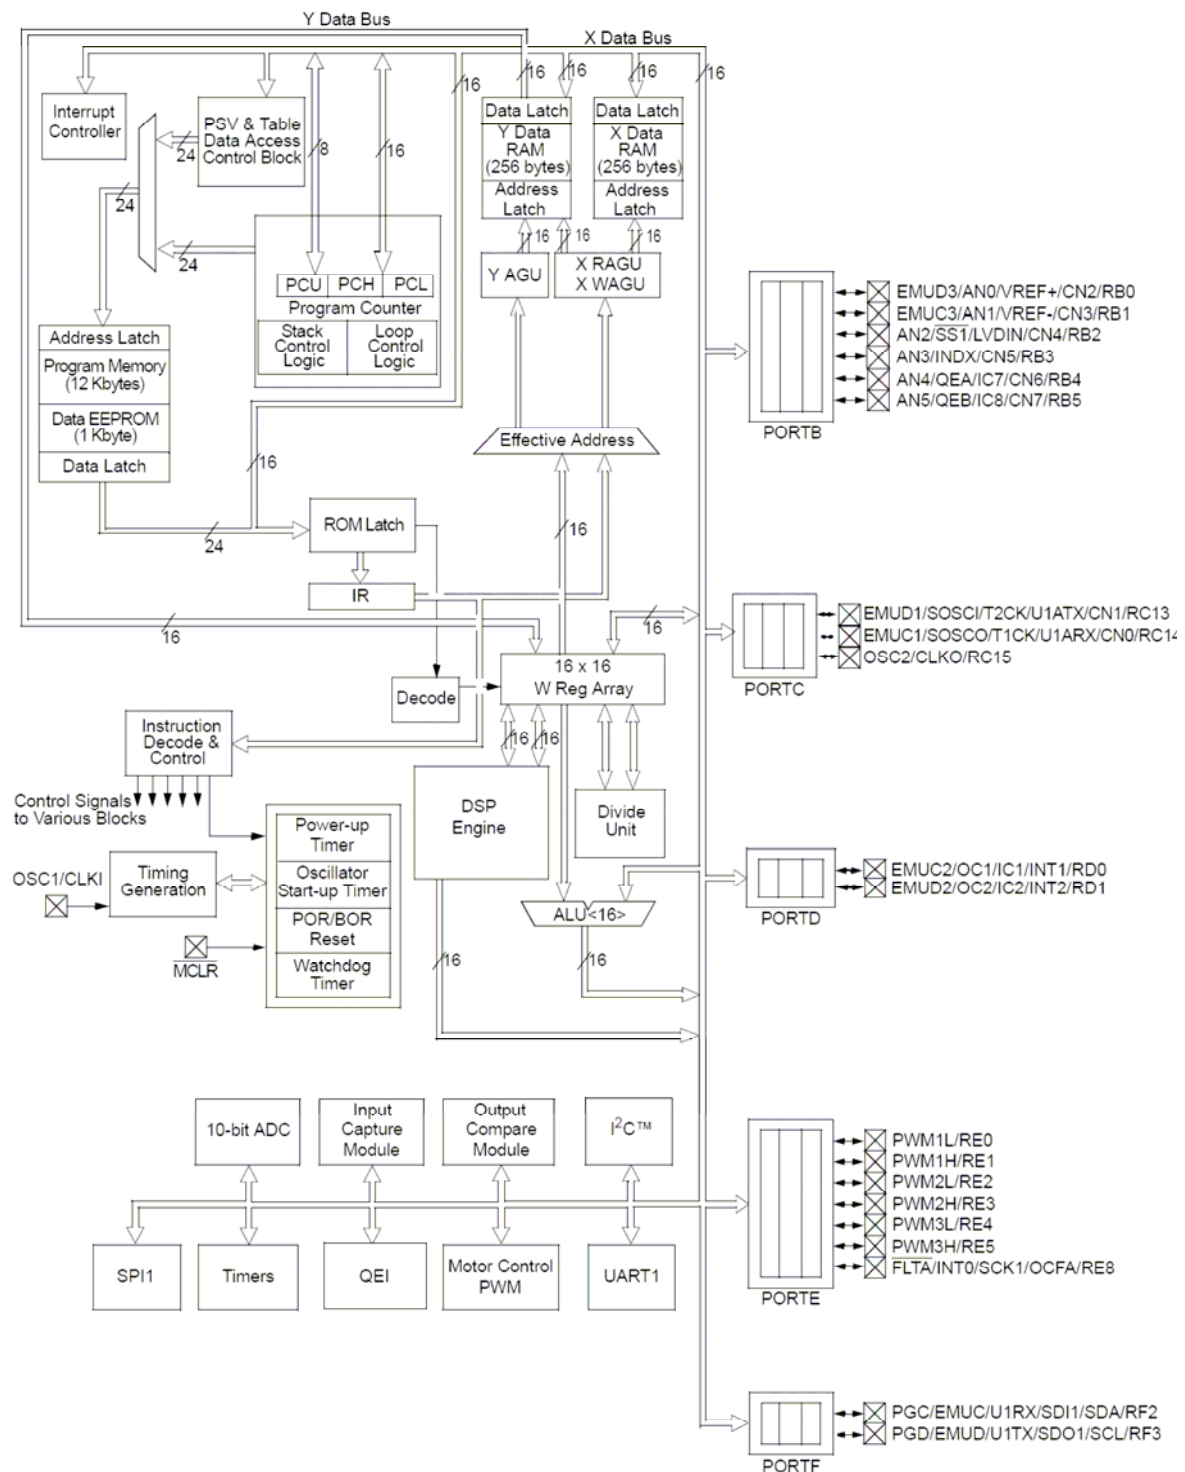 Y Data Bus
X Data Bus
16
16
16
16
16
Interrupt
Controller
PSV & Table
Data Access
Control Block
24
8
16
24
24
Data Latch
Y Data
RAM
(256 bytes)
Address
Latch
Data Latch
X Data
RAM
(256 bytes)
Address
Latch
16
16
16
Y AGU
X RAGU
X WAGU
PCU
PCH
PCL
Program Counter
Stack
Control
Logic
Loop
Control
Logic
Address Latch
Program Memory
(12 Kbytes)
Data EEPROM
(1 Kbyte)
Data Latch
16
24
Effective Address
16
ROM Latch
IR
16
16
16 x 16
W Reg Array
Decode
16
16
Instruction
Decode &
Control
Control Signals
to Various Blocks
DSP
Engine
Divide
Unit
Power-up
Timer
Oscillator
Start-up Timer
POR/BOR
Reset
Watchdog
Timer
OSC1/CLKI
Timing
Generation
MCLR
ALU<16>
16
16
10-bit ADC
Input
Capture
Module
Output
Compare
Module
I2C™
SPI1
Timers
QEI
Motor Control
PWM
UART1
EMUD3/AN0/VREF+/CN2/RB0
EMUC3/AN1/VREF-/CN3/RB1
AN2/SS1/LVDIN/CN4/RB2
AN3/INDX/CN5/RB3
AN4/QEA/IC7/CN6/RB4
AN5/QEB/IC8/CN7/RB5
PORTB
EMUD1/SOSCI/T2CK/U1ATX/CN1/RC13
EMUC1/SOSCO/T1CK/U1ARX/CN0/RC14
OSC2/CLKO/RC15
PORTC
EMUC2/OC1/IC1/INT1/RD0
EMUD2/OC2/IC2/INT2/RD1
PORTD
PWM1L/RE0
PWM1H/RE1
PWM2L/RE2
PWM2H/RE3
PWM3L/RE4
PWM3H/RE5
FLTA/INT0/SCK1/OCFA/RE8
PORTE
PGC/EMUC/U1RX/SDI1/SDA/RF2
PGD/EMUD/U1TX/SDO1/SCL/RF3
PORTF